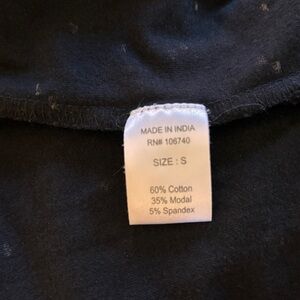 MADE IN INDIA
RN# 106740
SIZE : S
60% Cotton
35% Modal
5% Spandex